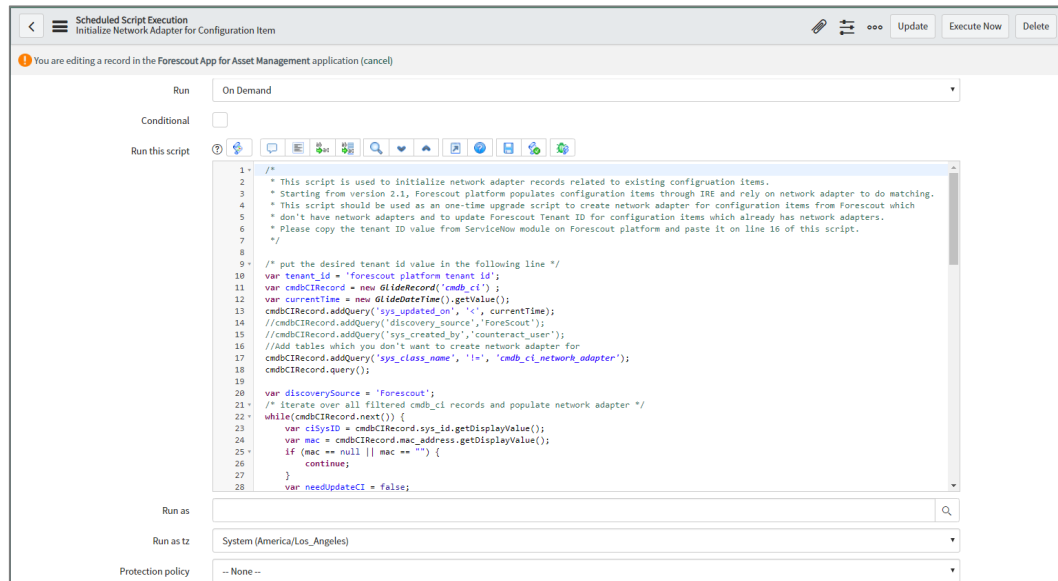 Scheduled Script Execution
Initialize Network Adapter for Configuration Item
Update
Execute Now
Delete
You are editing a record in the Forescout App for Asset Management application (cancel)
Run
On Demand
Conditional
Run this script
1 /*
2 * This script is used to initialize network adapter records related to existing configruation items.
3 * Starting from version 2.1, Forescout platform populates configuration items through IRE and rely on network adapter to do matching.
4 * This script should be used as an one-time upgrade script to create network adapter for configuration items from Forescout which
5 * don't have network adapters and to update Forescout Tenant ID for configuration items which already has network adapters.
6 * Please copy the tenant ID value from ServiceNow module on Forescout platform and paste it on line 16 of this script.
7 */
8
9 /* put the desired tenant id value in the following line */
10 var tenant_id = 'forescout platform tenant id';
11 var cmdbCIRecord = new GlideRecord('cmdb_ci') ;
12 var currentTime = new GlideDateTime().getValue();
13 cmdbCIRecord.addQuery('sys_updated_on', '<', currentTime);
14 //cmdbCIRecord.addQuery('discovery_source','ForeScout');
15 //cmdbCIRecord.addQuery('sys_created_by','counteract_user');
16 //Add tables which you don't want to create network adapter for
17 cmdbCIRecord.addQuery('sys_class_name', '!=', 'cmdb_ci_network_adapter');
18 cmdbCIRecord.query();
19
20 var discoverySource = 'Forescout';
21 /* iterate over all filtered cmdb_ci records and populate network adapter */
22 while(cmdbCIRecord.next()) {
23 var ciSysID = cmdbCIRecord.sys_id.getDisplayValue();
24 var mac = cmdbCIRecord.mac_address.getDisplayValue();
25 if (mac == null || mac == "") {
26 continue;
27 }
28 var needUpdateCI = false;
Run as
Run as tz
System (America/Los_Angeles)
Protection policy
-- None --